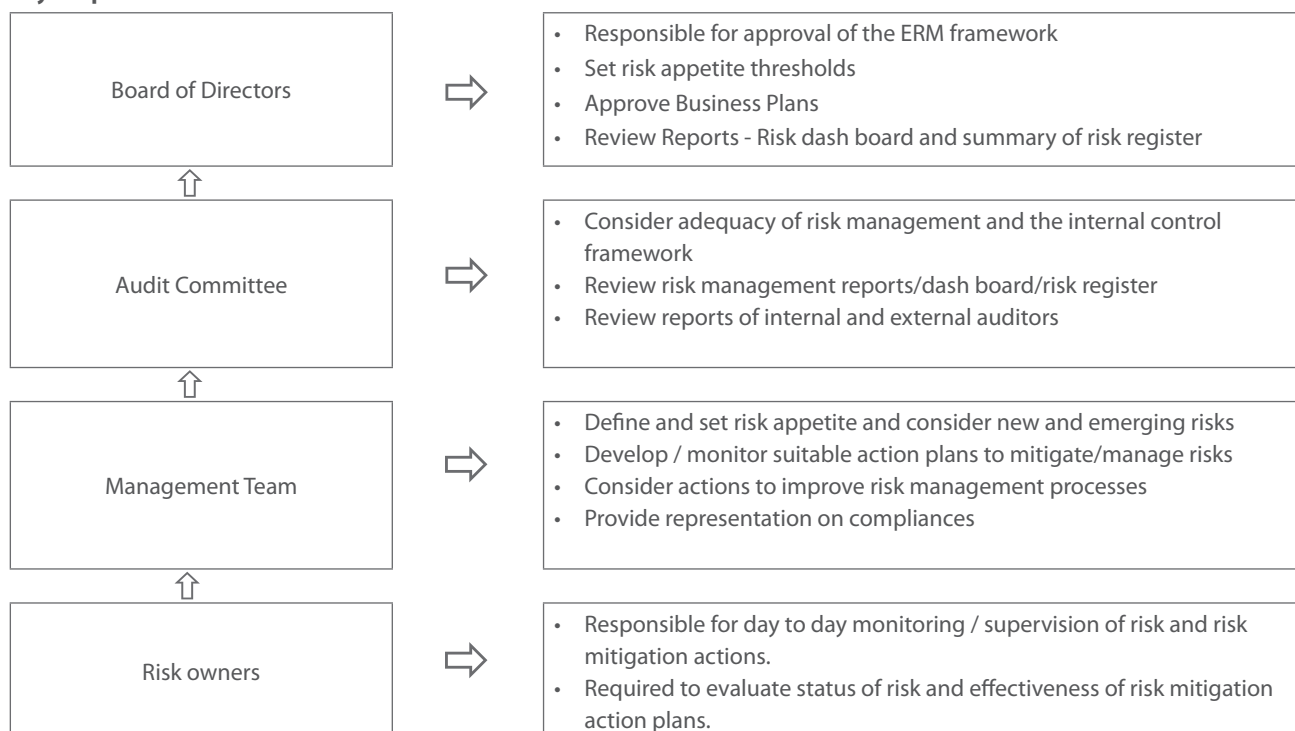 Board of Directors
• Responsible for approval of the ERM framework
• Set risk appetite thresholds
• Approve Business Plans
• Review Reports - Risk dash board and summary of risk register
Audit Committee
• Consider adequacy of risk management and the internal control
framework
• Review risk management reports/dash board/risk register
• Review reports of internal and external auditors
Management Team
• Define and set risk appetite and consider new and emerging risks
• Develop / monitor suitable action plans to mitigate/manage risks
• Consider actions to improve risk management processes
• Provide representation on compliances
Risk owners
• Responsible for day to day monitoring / supervision of risk and risk
mitigation actions.
• Required to evaluate status of risk and effectiveness of risk mitigation
action plans.